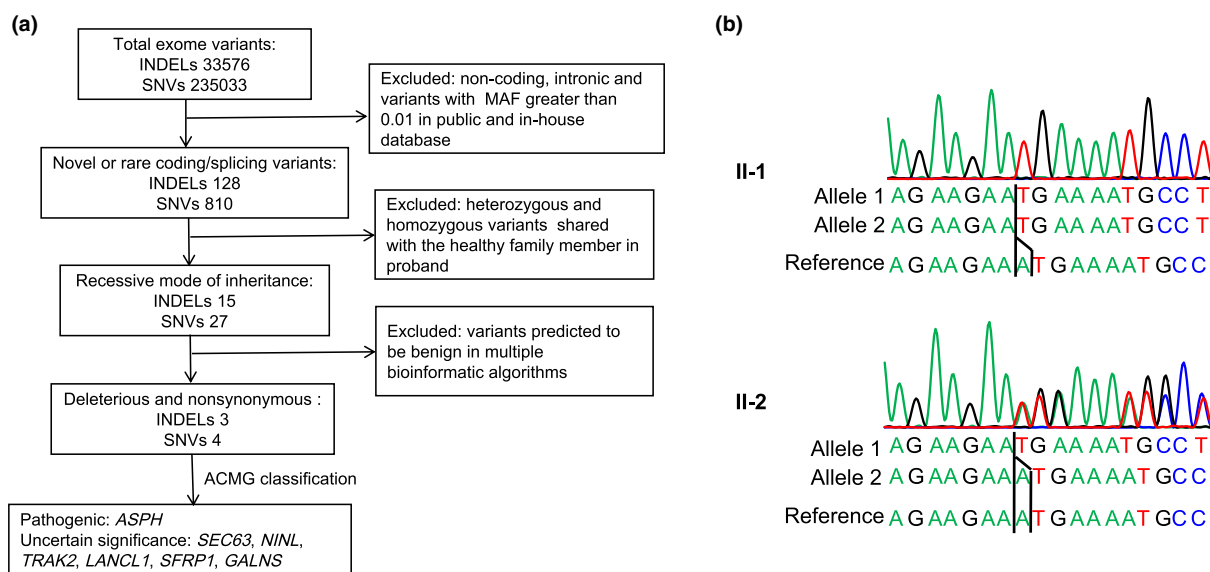 (a)
Total exome variants:
INDELs 33576
SNVs 235033
Excluded: non-coding, intronic and
variants with MAF greater than
0.01 in public and in-house
database
Novel or rare coding/splicing variants:
INDELs 128
SNVs 810
Excluded: heterozygous and
homozygous variants shared
with the healthy family member in
proband
Recessive mode of inheritance:
INDELs 15
SNVs 27
Excluded: variants predicted to
be benign in multiple
bioinformatic algorithms
Deleterious and nonsynonymous :
INDELs 3
SNVs 4
ACMG classification
Pathogenic: ASPH
Uncertain significance: SEC63, NINL,
TRAK2, LANCL1, SFRP1, GALNS
(b)
II-1
Allele 1 AGAAGAATGAAAATGCCT
Allele 2 AGAAGAATGAAAATGCCT
Reference AGAAGAAATGAAAATGCC
II-2
Allele 1 AGAAGAATGAAAATGCCT
Allele 2 AGAAGAAATGAAAATGCC
Reference AGAAGAAATGAAAATGCC